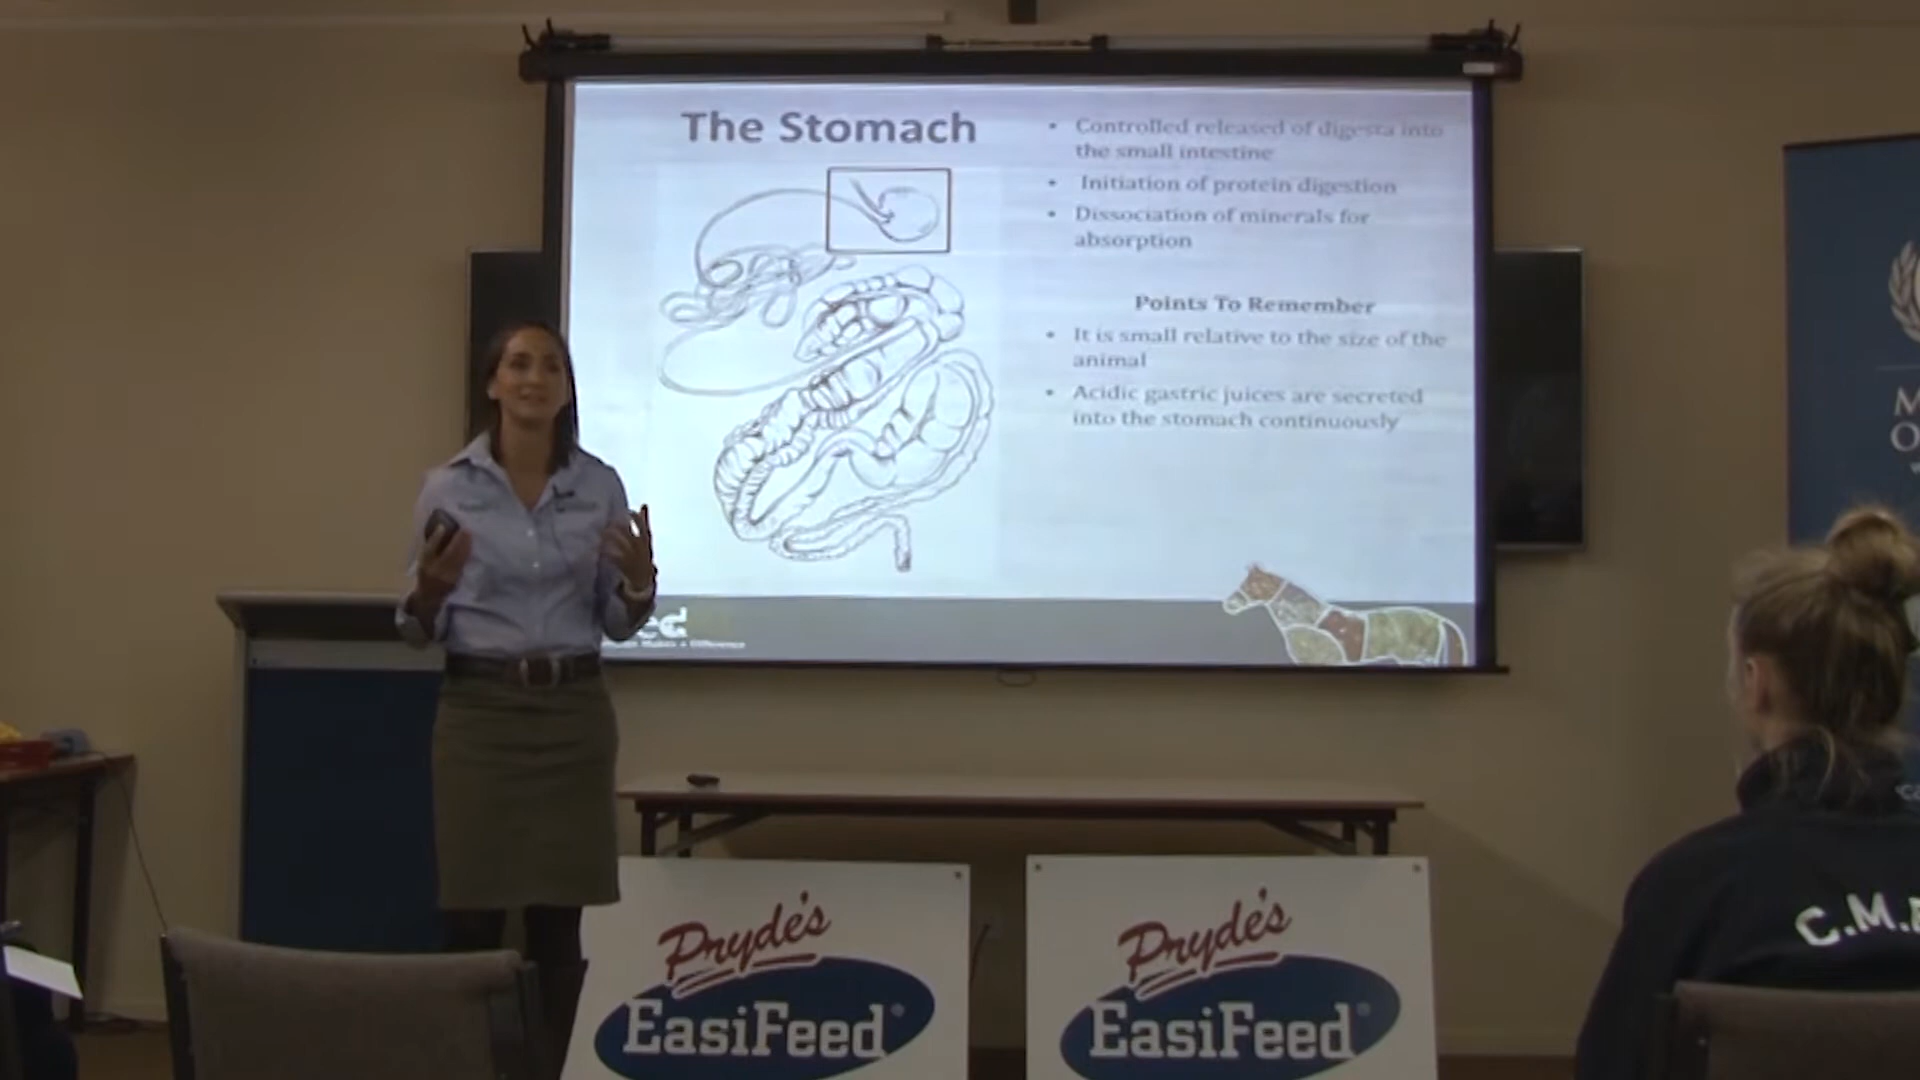 The Stomach
• Controlled released of digesta into
the small intestine
• Initiation of protein digestion
• Dissociation of minerals for
absorption
Points To Remember
• It is small relative to the size of the
animal
• Acidic gastric juices are secreted
into the stomach continuously
Difference
M
O
C.M.
Pryde's
EasiFeed®
Pryde's
EasiFeed®